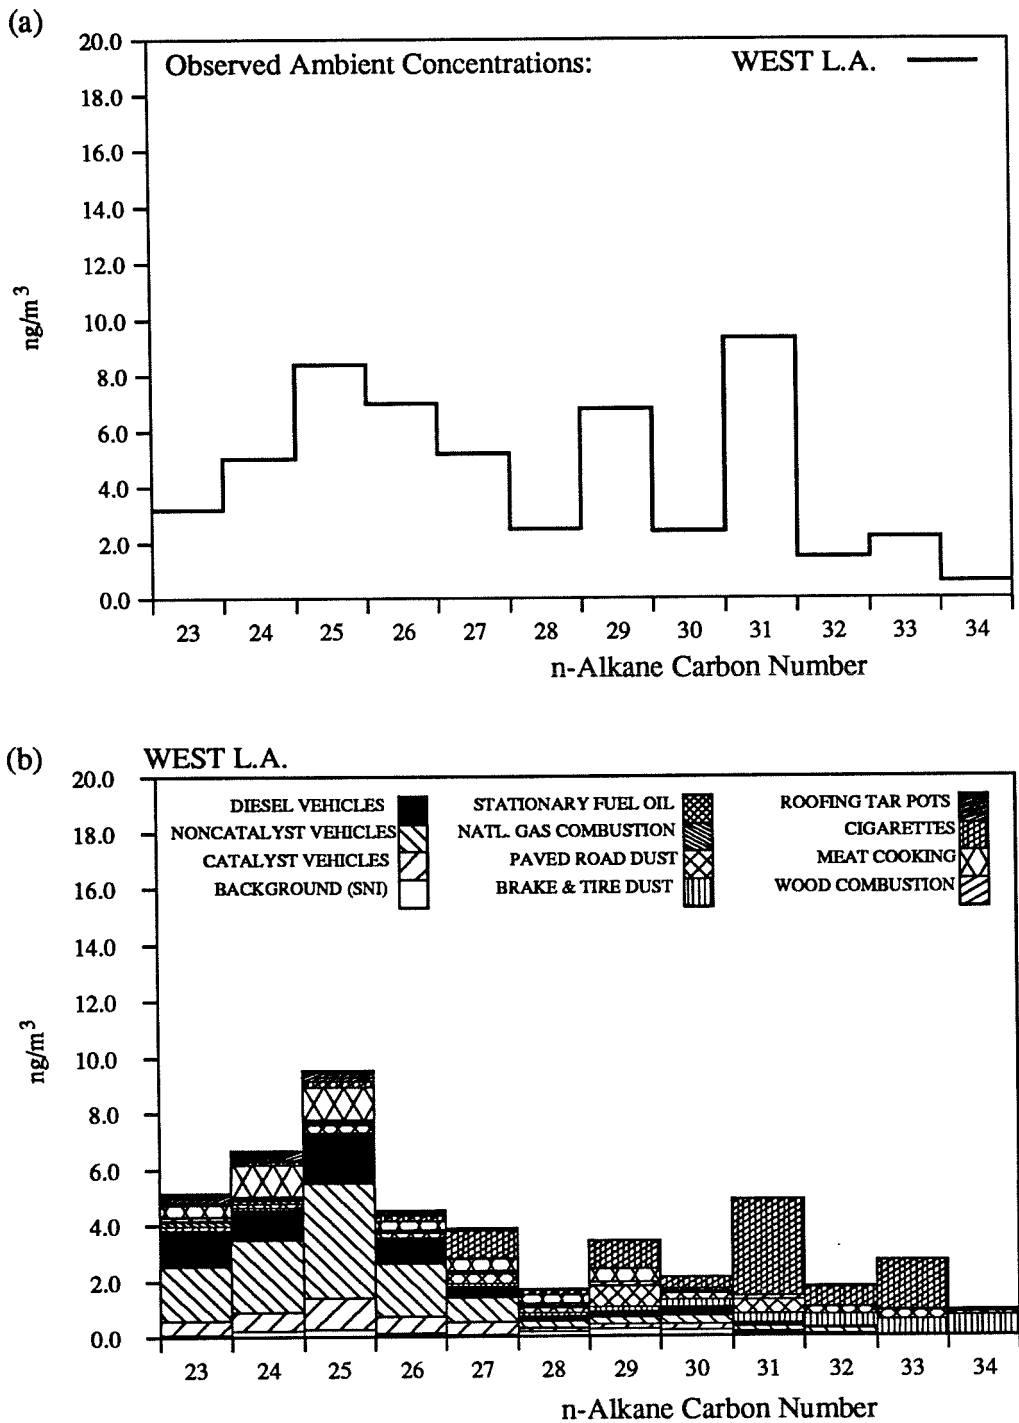 (a)
20.0
Observed Ambient Concentrations: WEST L.A.
18.0
16.0
14.0
12.0
ng/m3
10.0
8.0
6.0
4.0
2.0
0.0
23 24 25 26 27 28 29 30 31 32 33 34
n-Alkane Carbon Number
(b) WEST L.A.
20.0
DIESEL VEHICLES STATIONARY FUEL OIL ROOFING TAR POTS
18.0 NONCATALYST VEHICLES NATL. GAS COMBUSTION CIGARETTES
CATALYST VEHICLES PAVED ROAD DUST MEAT COOKING
16.0 BACKGROUND (SNI) BRAKE & TIRE DUST WOOD COMBUSTION
14.0
12.0
ng/m3
10.0
8.0
6.0
4.0
2.0
0.0
23 24 25 26 27 28 29 30 31 32 33 34
n-Alkane Carbon Number